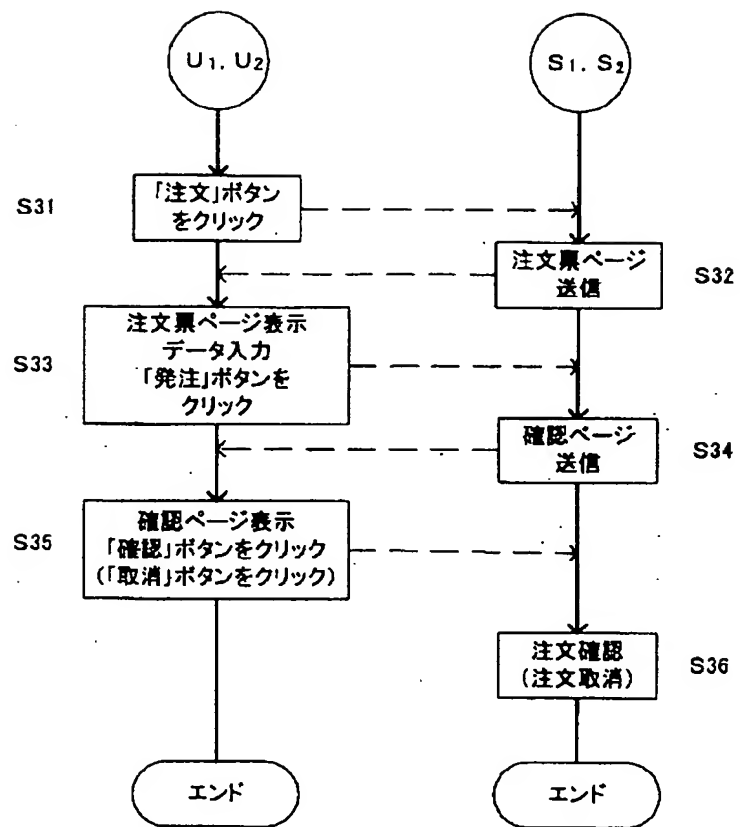 U1, U2
S1, S2
S31
「注文」ボタン
をクリック
注文票ページ
送信
S32
S33
注文票ページ表示
データ入力
「発注」ボタンを
クリック
確認ページ
送信
S34
S35
確認ページ表示
「確認」ボタンをクリック
(「取消」ボタンをクリック)
注文確認
(注文取消)
S36
エンド
エンド